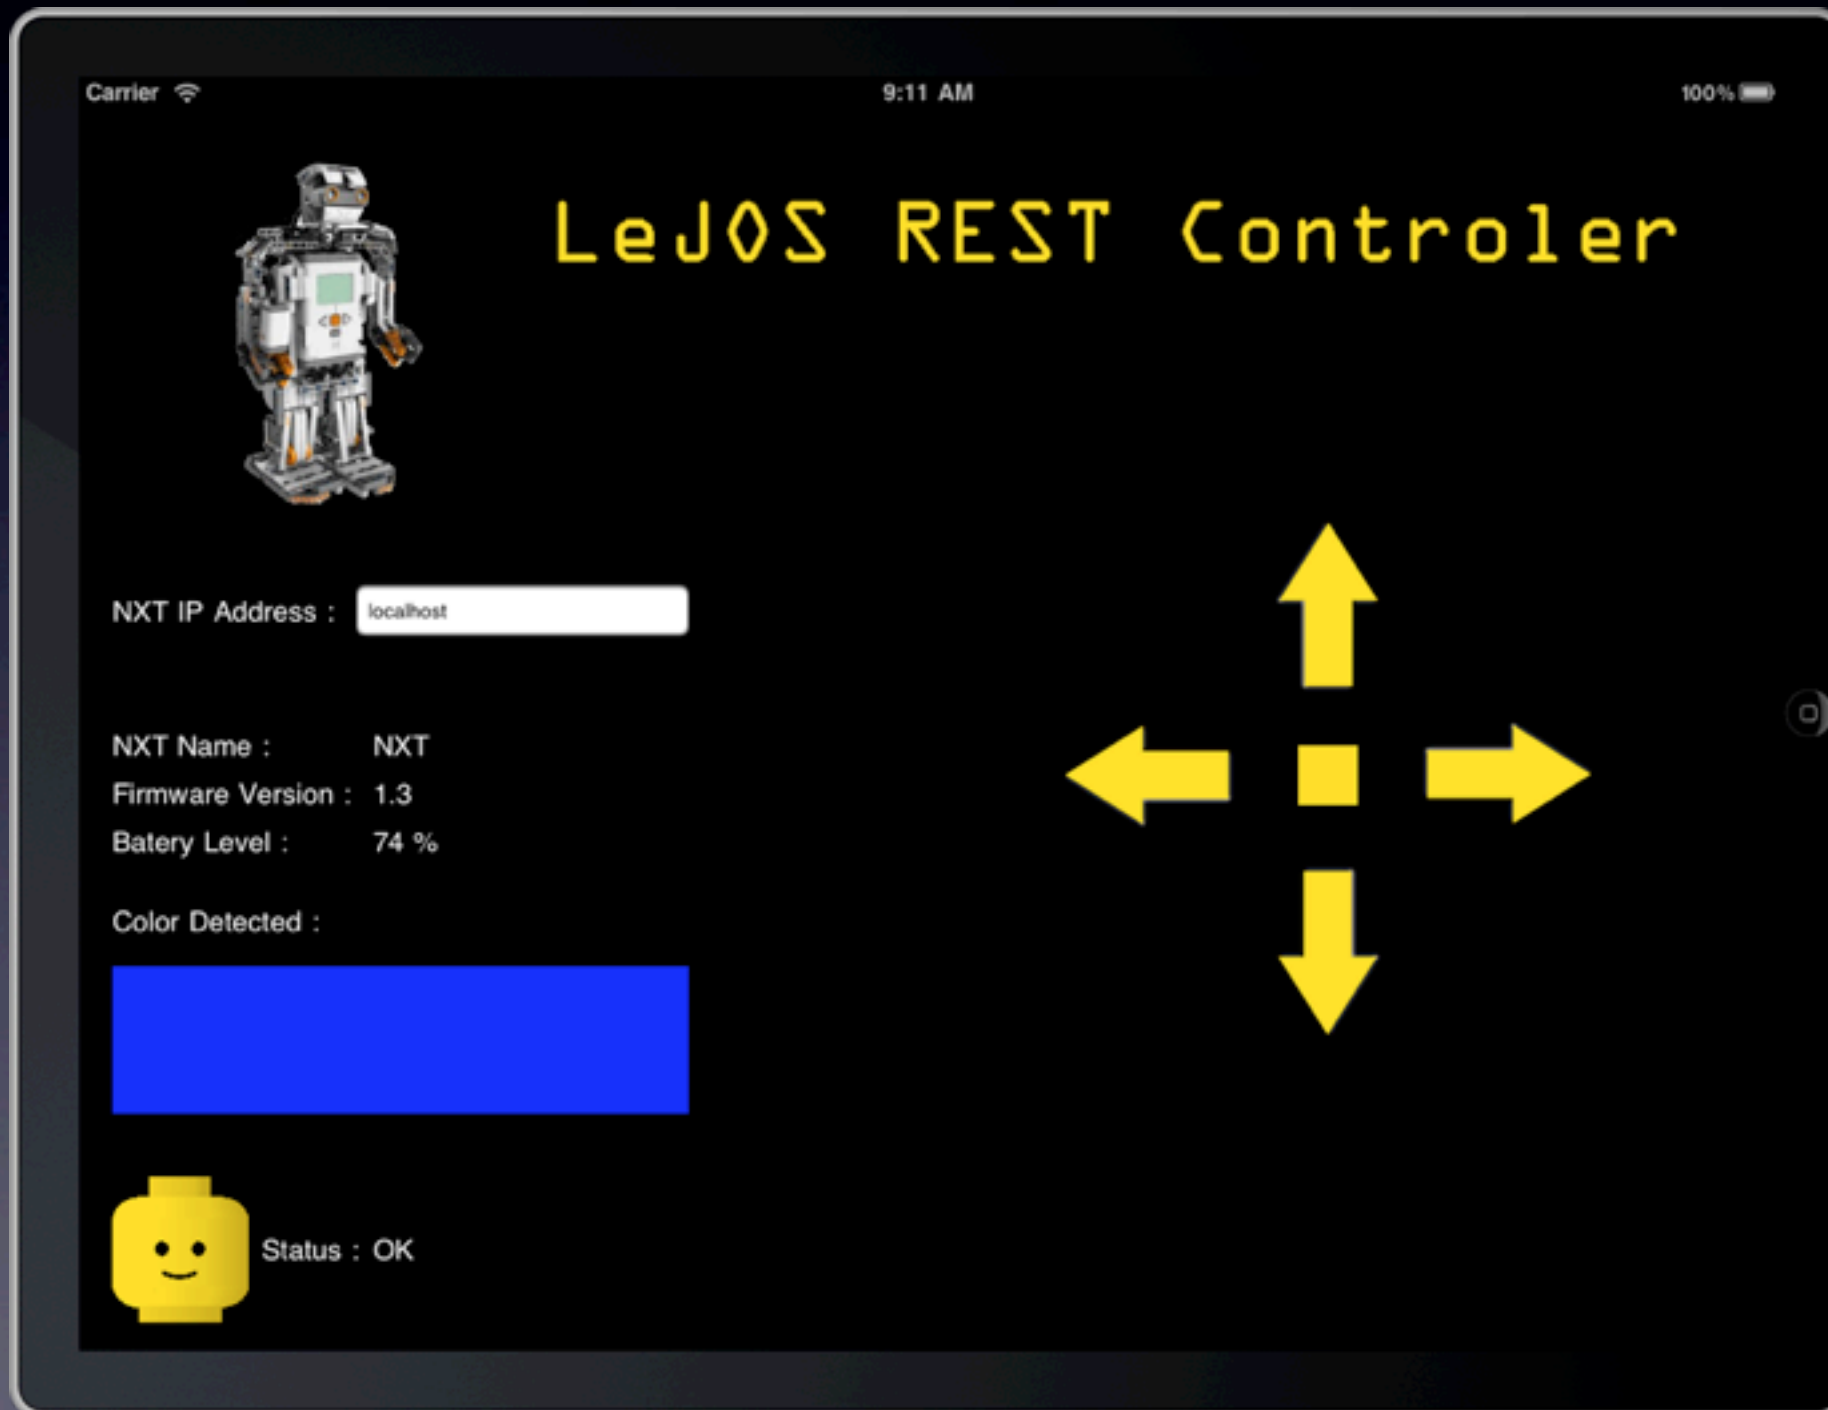 Carrier 9:11 AM 100%
LeJOS REST Controler
NXT IP Address : localhost
NXT Name : NXT
Firmware Version : 1.3
Batery Level : 74 %
Color Detected :
Status : OK